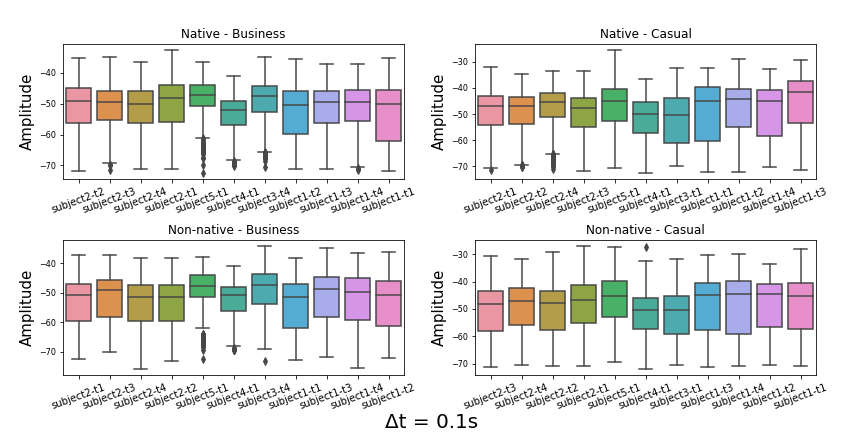 Native - Business
Amplitude
−40
−50
−60
−70
subject2-t2 subject2-t3 subject2-t4 subject2-t1 subject5-t1 subject4-t1 subject3-t4 subject1-t2 subject1-t3 subject1-t4 subject1-t1
Native - Casual
Amplitude
−30
−40
−50
−60
−70
subject2-t1 subject2-t2 subject2-t4 subject2-t3 subject5-t1 subject4-t1 subject3-t4 subject1-t1 subject1-t2 subject1-t4 subject1-t3
Non-native - Business
Amplitude
−40
−50
−60
−70
subject2-t1 subject2-t3 subject2-t4 subject2-t2 subject5-t1 subject4-t1 subject3-t4 subject1-t1 subject1-t3 subject1-t4 subject1-t2
Non-native - Casual
Amplitude
−30
−40
−50
−60
−70
subject2-t3 subject2-t4 subject2-t2 subject2-t1 subject5-t1 subject4-t1 subject3-t4 subject1-t3 subject1-t4 subject1-t2 subject1-t1
Δt = 0.1s